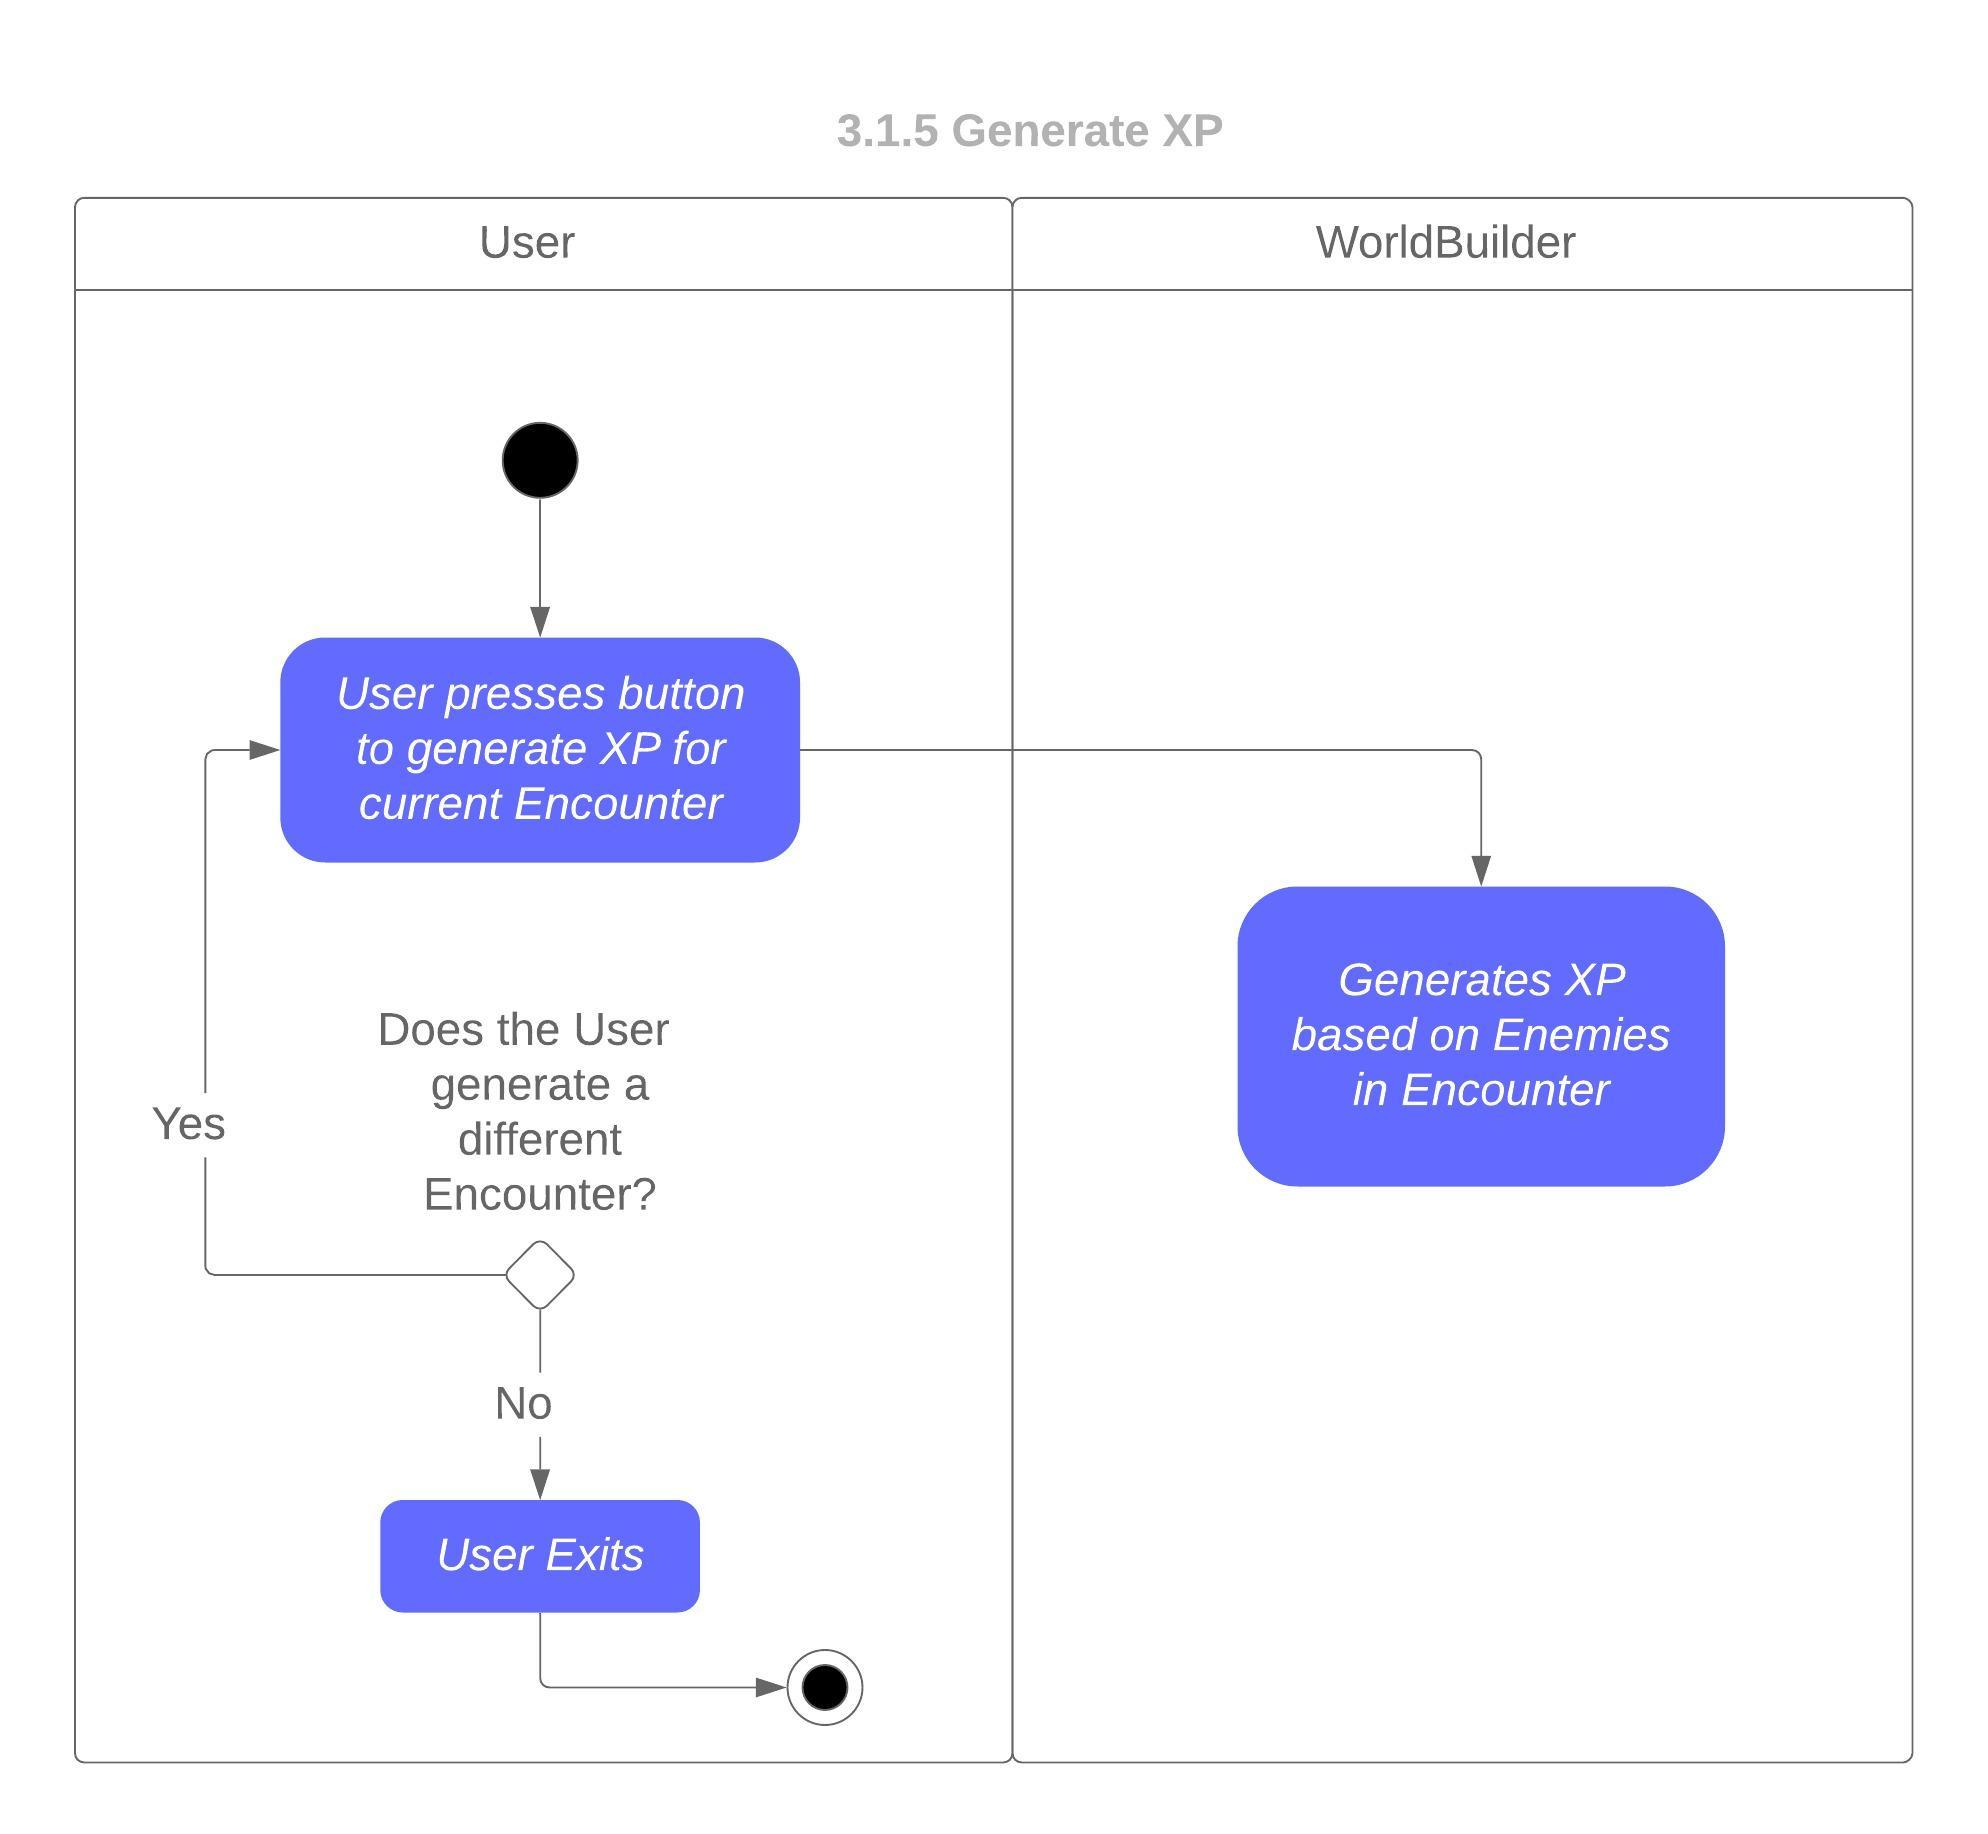 3.1.5 Generate XP
User
WorldBuilder
User presses button
to generate XP for
current Encounter
Generates XP
based on Enemies
in Encounter
Does the User
generate a
different
Encounter?
Yes
No
User Exits